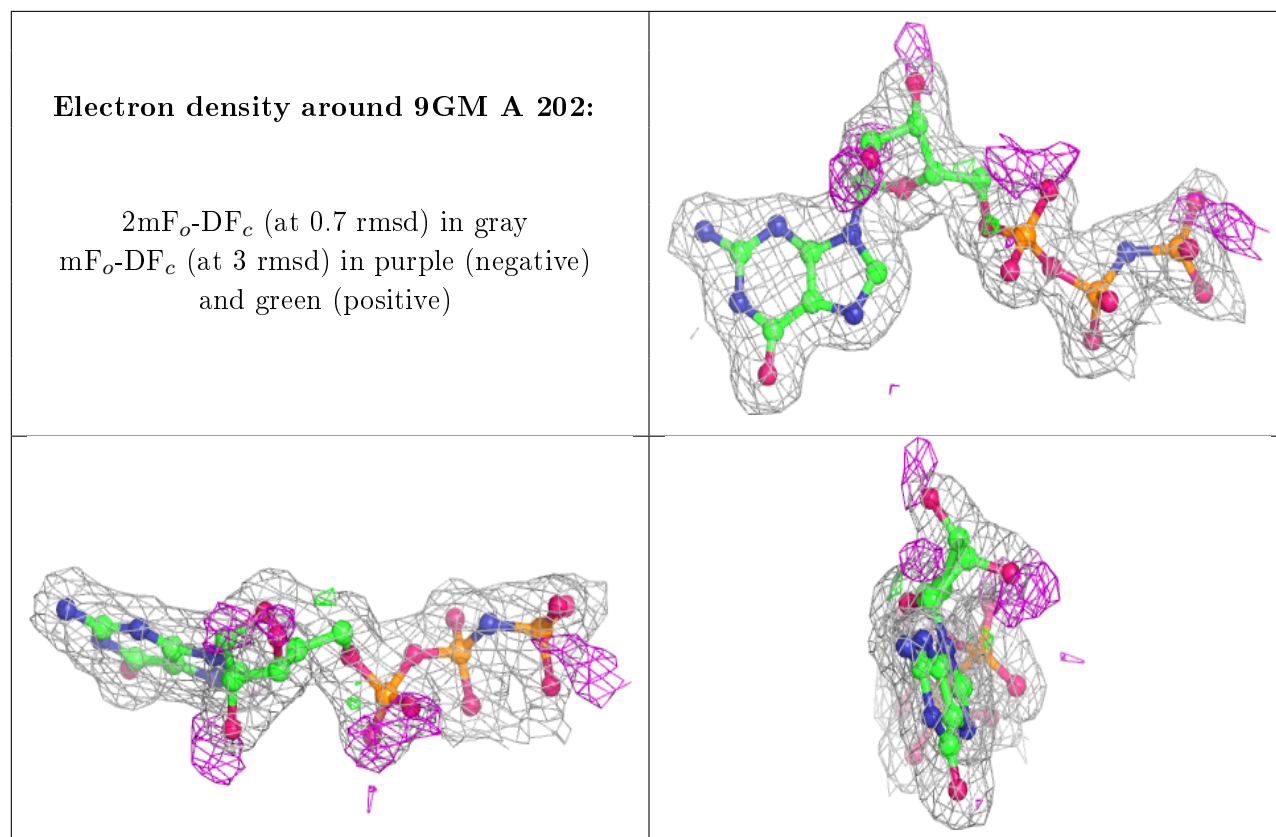 Electron density around 9GM A 202:
2mFo-DFc (at 0.7 rmsd) in gray
mFo-DFc (at 3 rmsd) in purple (negative)
and green (positive)